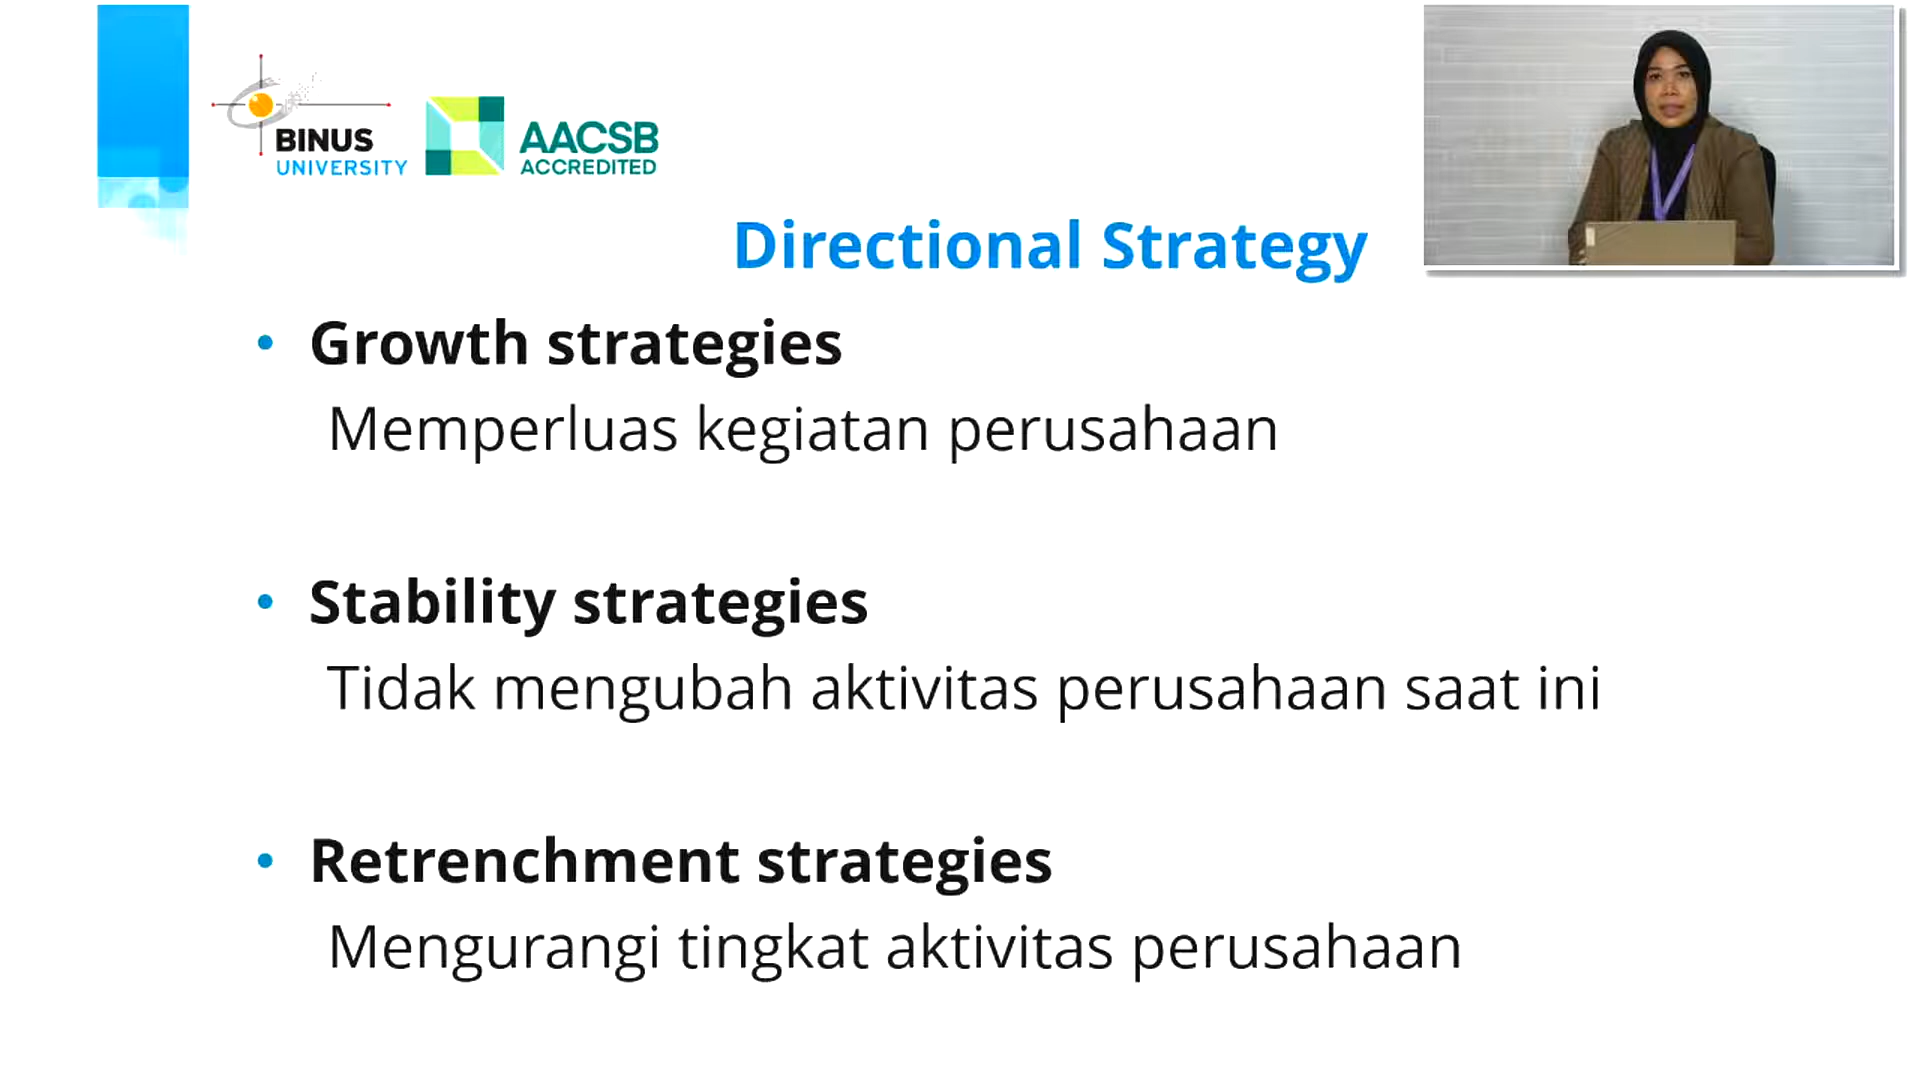 BINUS
UNIVERSITY
AACSB
ACCREDITED
Directional Strategy
• Growth strategies
Memperluas kegiatan perusahaan
• Stability strategies
Tidak mengubah aktivitas perusahaan saat ini
• Retrenchment strategies
Mengurangi tingkat aktivitas perusahaan